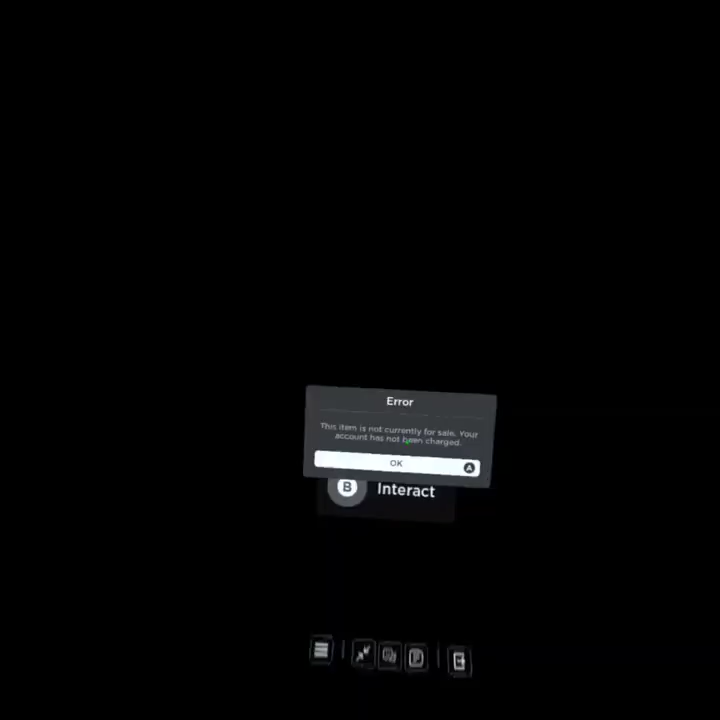 Error
This item is not currently for sale. Your
account has not been charged.
OK
A
B
Interact